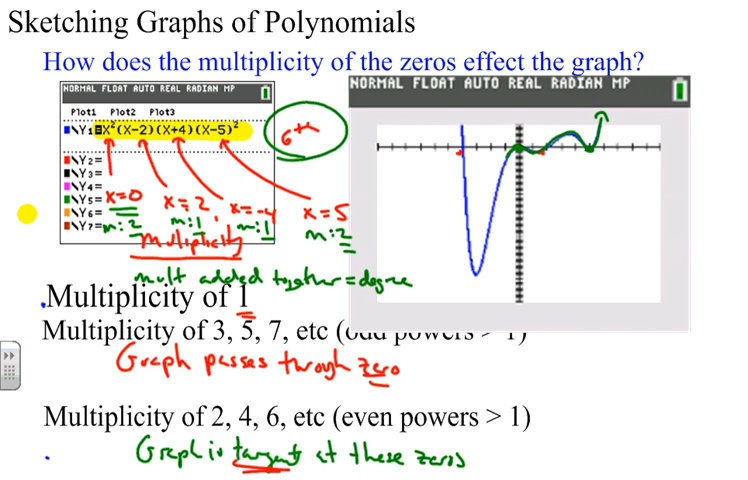 Sketching Graphs of Polynomials
How does the multiplicity of the zeros effect the graph?
NORMAL FLOAT AUTO REAL RADIAN MP
Plot1 Plot2 Plot3
\Y1=X²(X-2)(X+4)(X-5)²
6th
\Y2=
\Y3=
\Y4=
\Y5=
\Y6=
\Y7=
x=0 x=2, x=-4 x=5
m:2 m:1 m:1 m:2
Multiplicity
mult added together = degree
NORMAL FLOAT AUTO REAL RADIAN MP
Multiplicity of 1
Multiplicity of 3, 5, 7, etc (odd powers > 1)
Graph passes through zero
Multiplicity of 2, 4, 6, etc (even powers > 1)
Graph is tangent at these zeros